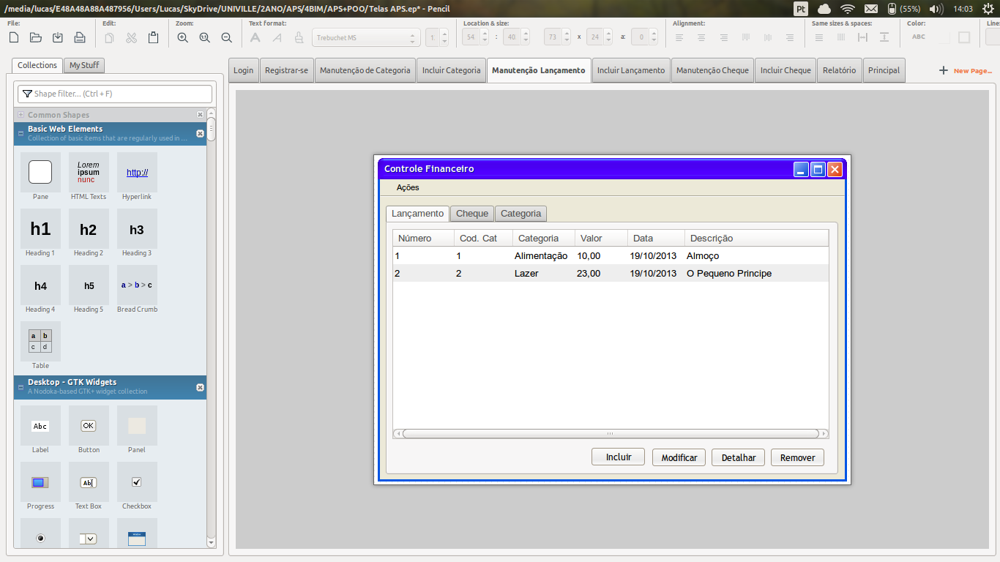 /media/lucas/E48A48A88A487956/Users/Lucas/SkyDrive/UNIVILLE/2ANO/APS/4BIM/APS+POO/Telas APS.ep* - Pencil
Pt (55%) 14:03
File: Edit: Zoom: Text format: Location & size: Alignment: Same sizes & spaces: Color: Line:
Trebuchet MS 1 54 : 40 73 x 24 a: 0 ABC
Collections My Stuff
Login Registrar-se Manutenção de Categoria Incluir Categoria Manutenção Lançamento Incluir Lançamento Manutenção Cheque Incluir Cheque Relatório Principal New Page...
Shape filter... (Ctrl + F)
Common Shapes
Basic Web Elements
Collection of basic items that are regularly used in ...
Lorem
ipsum
nunc
http://
Pane HTML Texts Hyperlink
h1 h2 h3
Heading 1 Heading 2 Heading 3
h4 h5 a > b > c
Heading 4 Heading 5 Bread Crumb
a b
c d
Table
Desktop - GTK Widgets
A Nodoka-based GTK+ widget collection
Abc OK
Label Button Panel
Ab
Progress Text Box Checkbox
Controle Financeiro
Ações
Lançamento Cheque Categoria
Número Cod. Cat Categoria Valor Data Descrição
1 1 Alimentação 10,00 19/10/2013 Almoço
2 2 Lazer 23,00 19/10/2013 O Pequeno Principe
Incluir Modificar Detalhar Remover